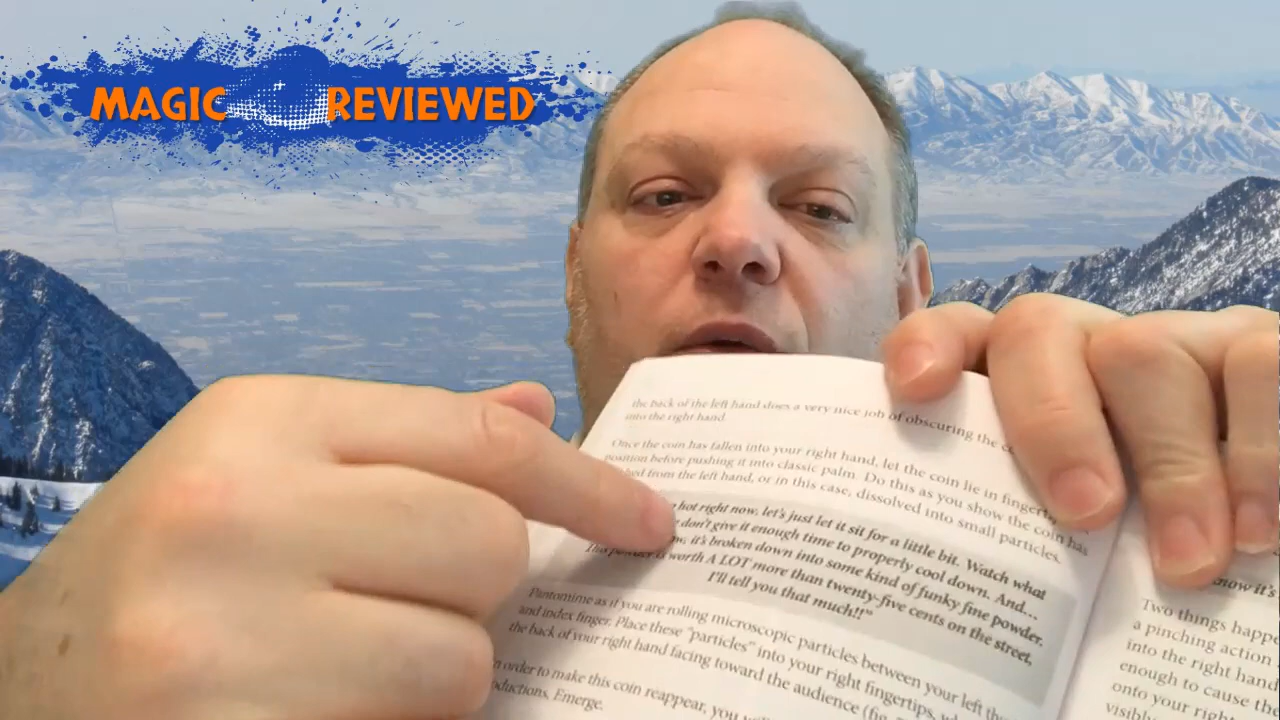 MAGIC REVIEWED
the back of the left hand does a very nice job of obscuring the
into the right hand.
Once the coin has fallen into your right hand, let the coin lie in
position before pushing it into classic palm. Do this as you show the coin has
from the left hand, or in this case, dissolved into small particles.
hot right now, let's just let it sit for a little bit. Watch what
don't give it enough time to properly cool down. And...
it's broken down into some kind of funky fine powder.
This powder is worth A LOT more than twenty-five cents on the street,
I'll tell you that much!!"
Pantomime as if you are rolling microscopic particles between your left
and index finger. Place these "particles" into your right fingertips,
the back of your right hand facing toward the audience
order to make this coin reappear, you
Emerge.
know it's
Two things
a pinching action
into the right hand
enough to cause the
onto your right
visibly